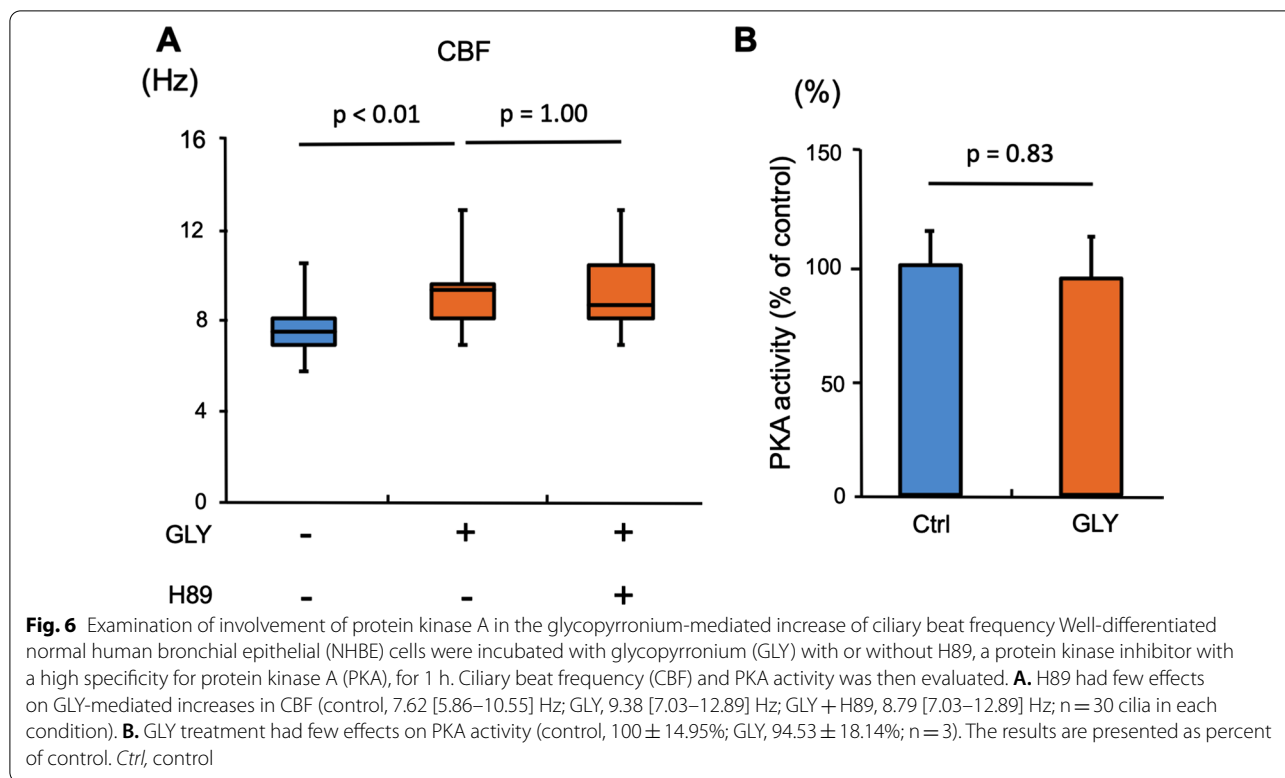 A
CBF
(Hz)
p < 0.01
p = 1.00
16
12
8
4
0
GLY
-
+
+
H89
-
-
+
B
(%)
PKA activity (% of control)
150
100
50
0
p = 0.83
Ctrl
GLY
Fig. 6 Examination of involvement of protein kinase A in the glycopyrronium-mediated increase of ciliary beat frequency Well-differentiated
normal human bronchial epithelial (NHBE) cells were incubated with glycopyrronium (GLY) with or without H89, a protein kinase inhibitor with
a high specificity for protein kinase A (PKA), for 1 h. Ciliary beat frequency (CBF) and PKA activity was then evaluated. A. H89 had few effects
on GLY-mediated increases in CBF (control, 7.62 [5.86–10.55] Hz; GLY, 9.38 [7.03–12.89] Hz; GLY + H89, 8.79 [7.03–12.89] Hz; n = 30 cilia in each
condition). B. GLY treatment had few effects on PKA activity (control, 100 ± 14.95%; GLY, 94.53 ± 18.14%; n = 3). The results are presented as percent
of control. Ctrl, control